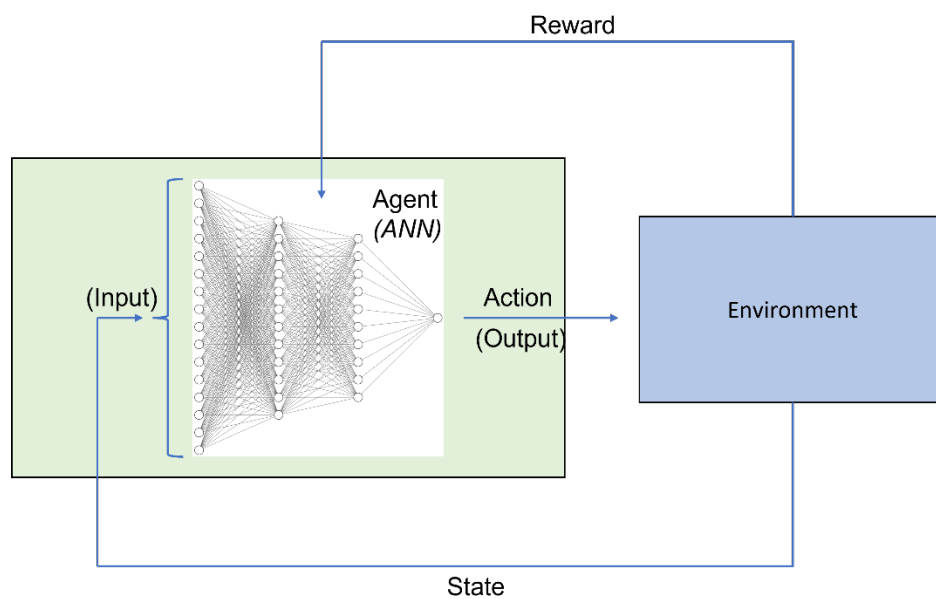 Reward
Agent
(ANN)
(Input)
Action
(Output)
Environment
State